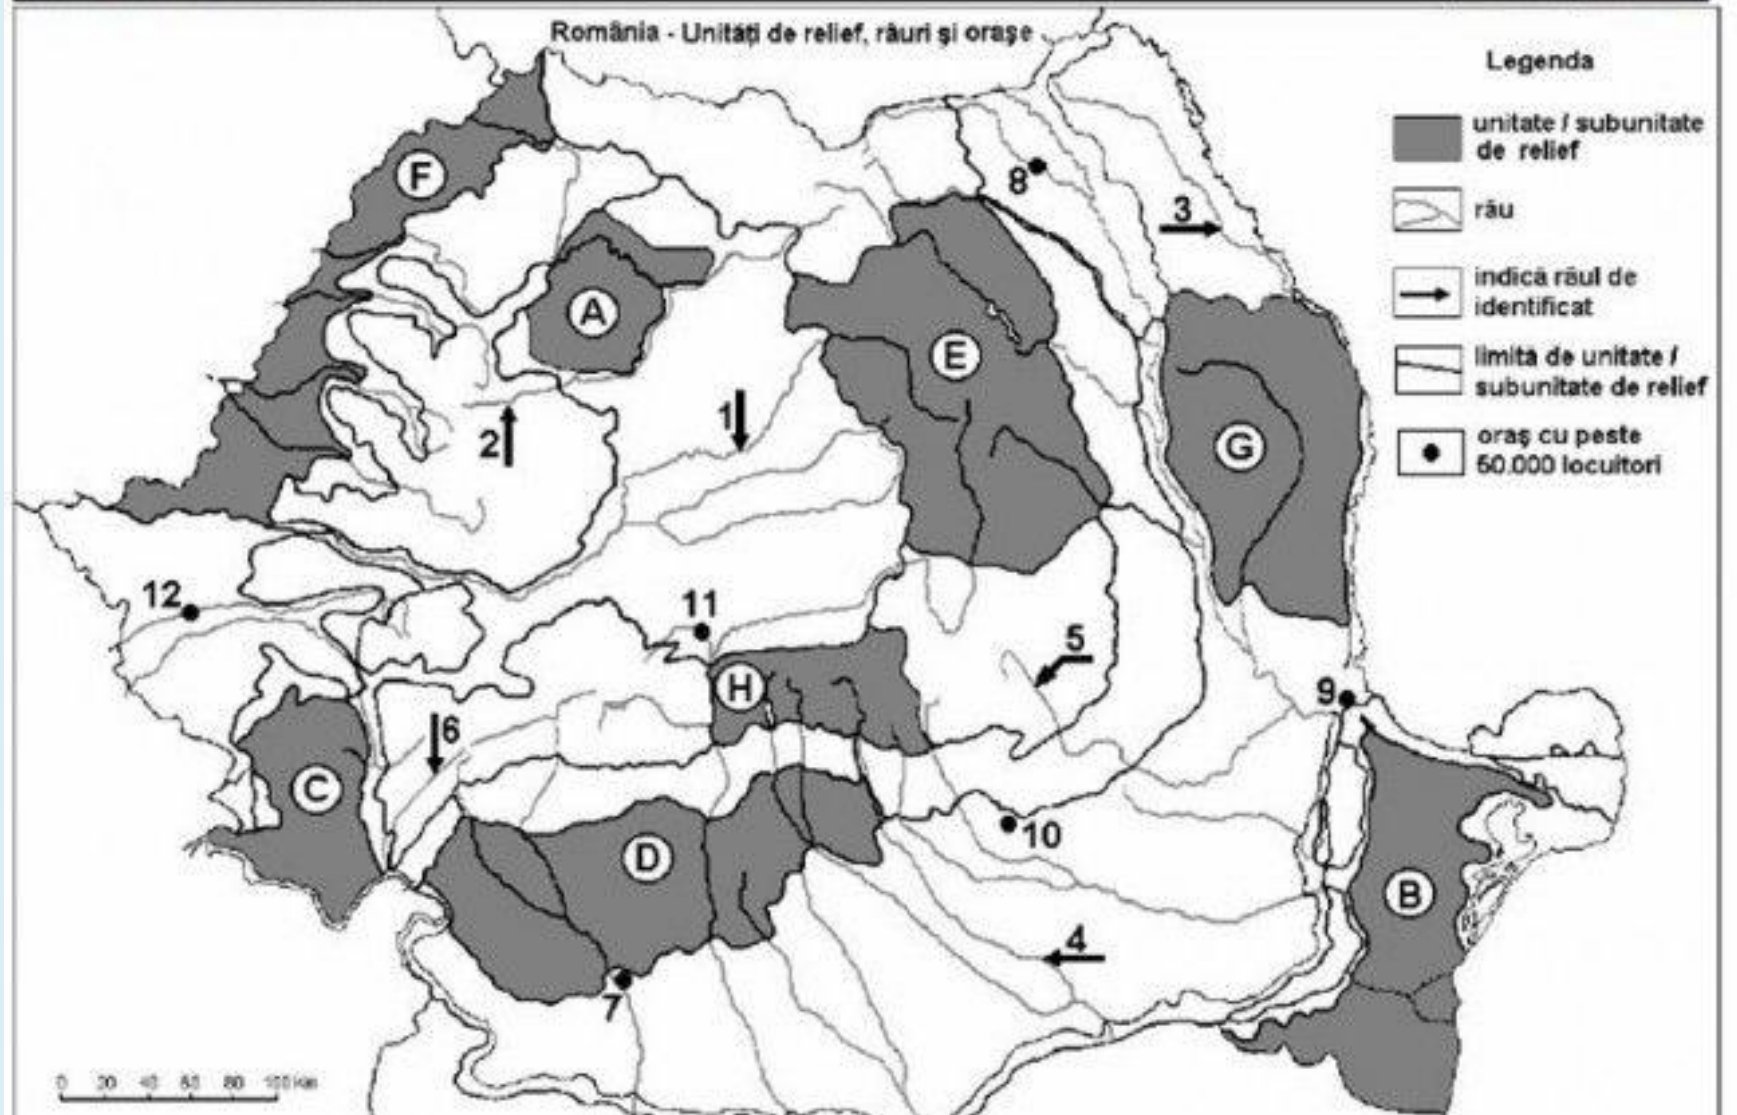 România - Unități de relief, râuri și orașe
Legenda
unitate / subunitate
de relief
râu
indică râul de
identificat
limită de unitate /
subunitate de relief
oraș cu peste
50.000 locuitori
F
8
3
A
E
1
2
G
12
11
5
H
9
6
C
10
D
B
4
7
0 20 40 60 80 100 km